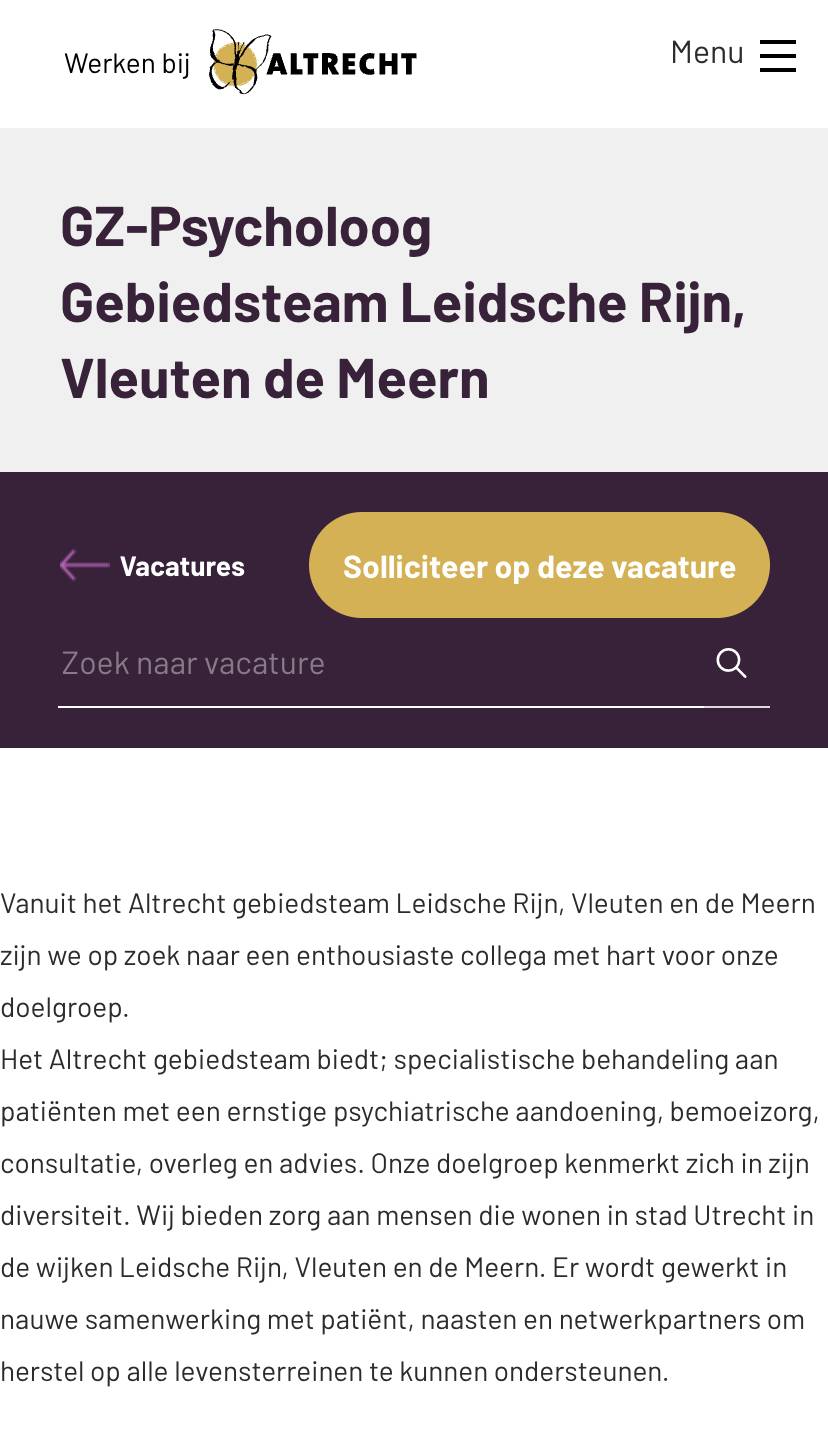 Werken bij ALTRECHT
Menu
GZ-Psycholoog
Gebiedsteam Leidsche Rijn,
Vleuten de Meern
Vacatures
Solliciteer op deze vacature
Zoek naar vacature
Vanuit het Altrecht gebiedsteam Leidsche Rijn, Vleuten en de Meern
zijn we op zoek naar een enthousiaste collega met hart voor onze
doelgroep.
Het Altrecht gebiedsteam biedt; specialistische behandeling aan
patiënten met een ernstige psychiatrische aandoening, bemoeizorg,
consultatie, overleg en advies. Onze doelgroep kenmerkt zich in zijn
diversiteit. Wij bieden zorg aan mensen die wonen in stad Utrecht in
de wijken Leidsche Rijn, Vleuten en de Meern. Er wordt gewerkt in
nauwe samenwerking met patiënt, naasten en netwerkpartners om
herstel op alle levensterreinen te kunnen ondersteunen.